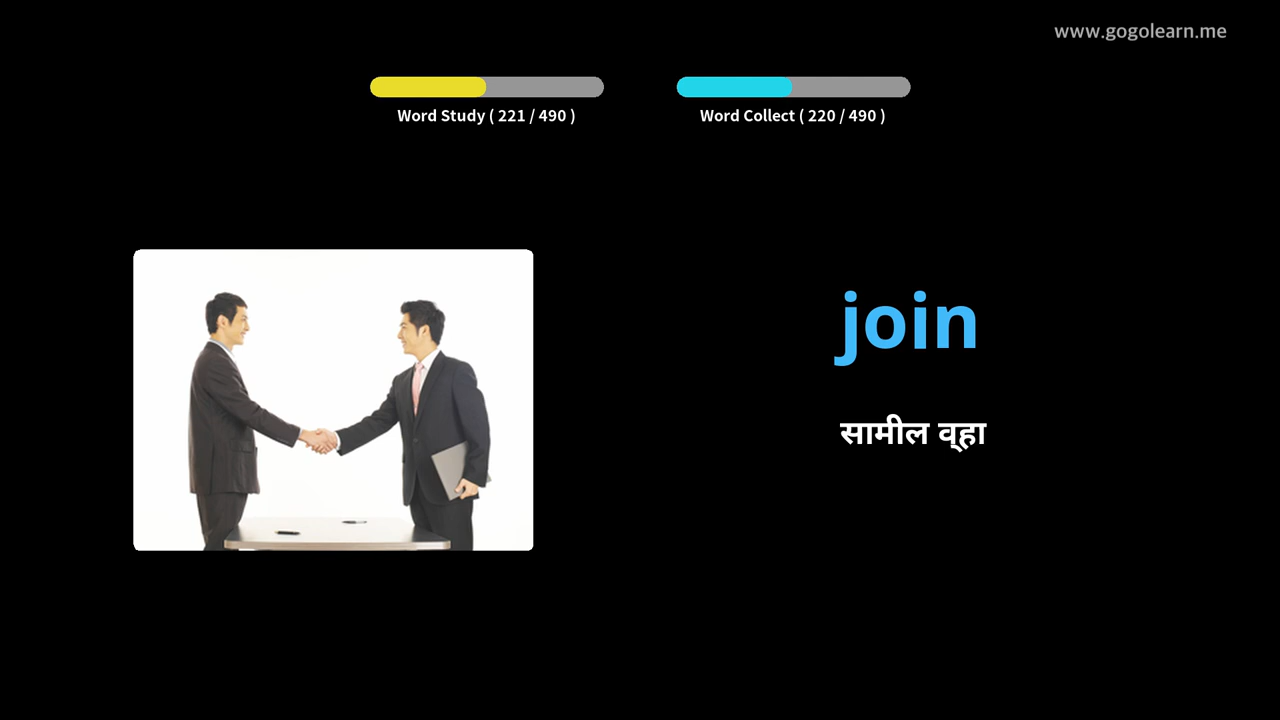 www.gogolearn.me
Word Study ( 221 / 490 )
Word Collect ( 220 / 490 )
join
सामील व्हा